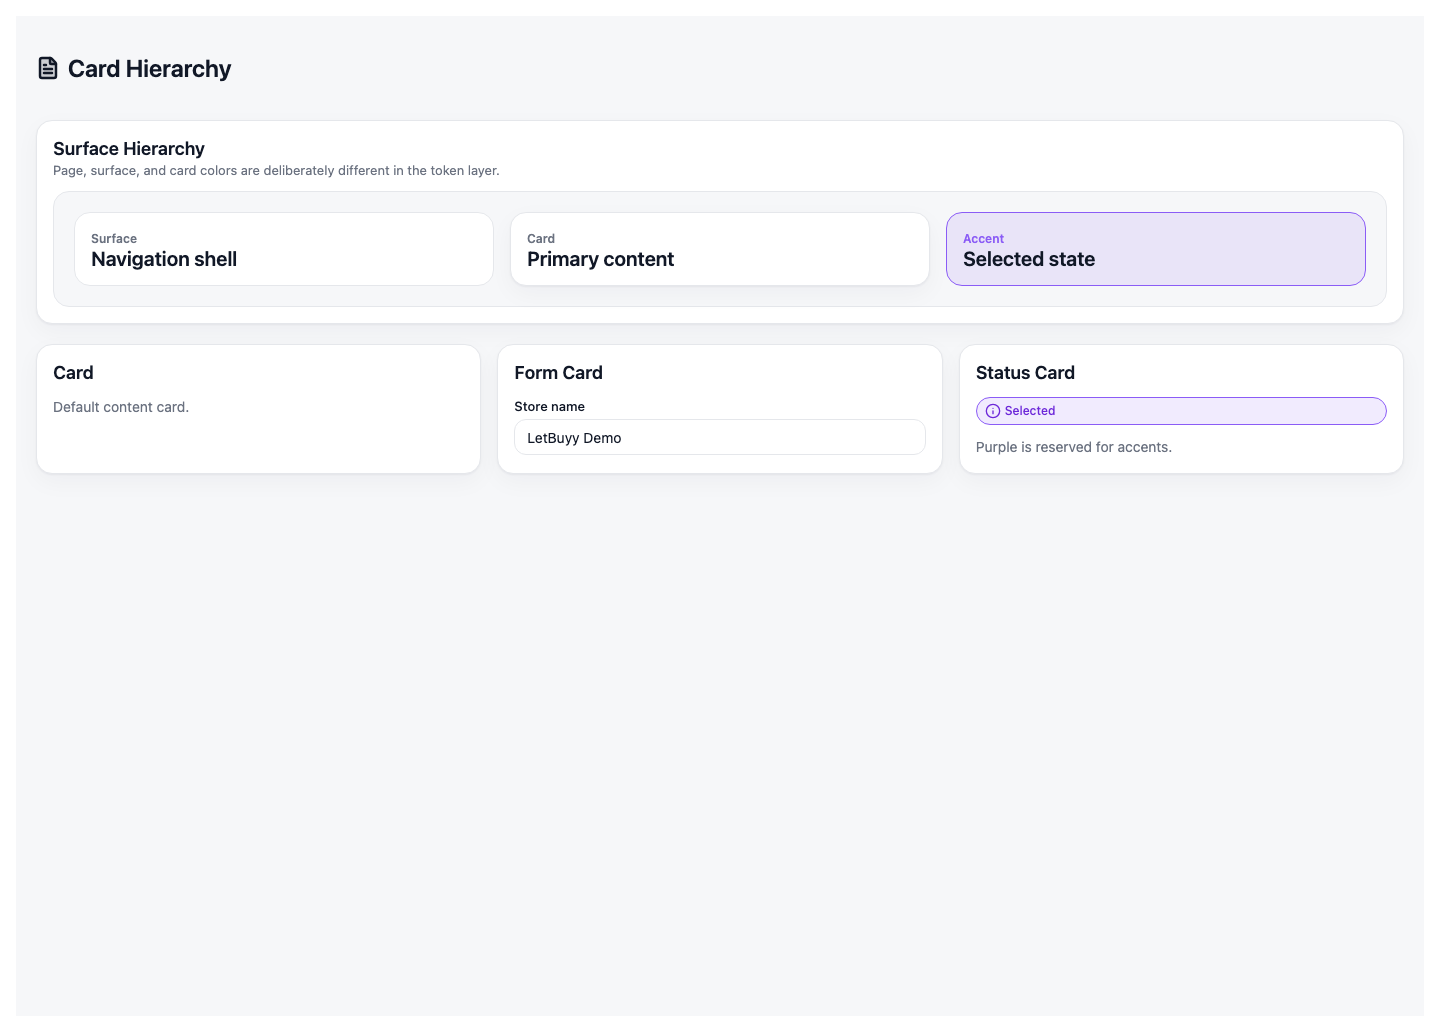 Card Hierarchy
Surface Hierarchy
Page, surface, and card colors are deliberately different in the token layer.
Surface
Navigation shell
Card
Primary content
Accent
Selected state
Card
Default content card.
Form Card
Store name
LetBuyy Demo
Status Card
Selected
Purple is reserved for accents.